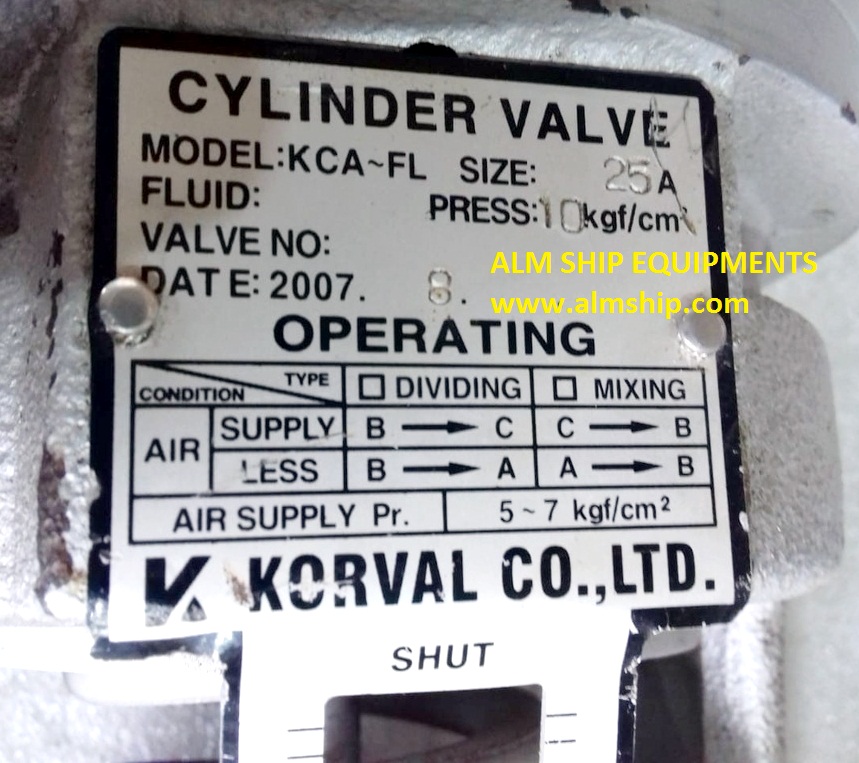 CYLINDER VALVE
MODEL:KCA~FL SIZE: 25A
FLUID: PRESS:10kgf/cm²
VALVE NO:
DATE: 2007. 8.
ALM SHIP EQUIPMENTS
www.almship.com
OPERATING
CONDITION TYPE □ DIVIDING □ MIXING
AIR SUPPLY B → C C → B
LESS B → A A → B
AIR SUPPLY Pr. 5 ~ 7 kgf/cm²
KORVAL CO.,LTD.
SHUT